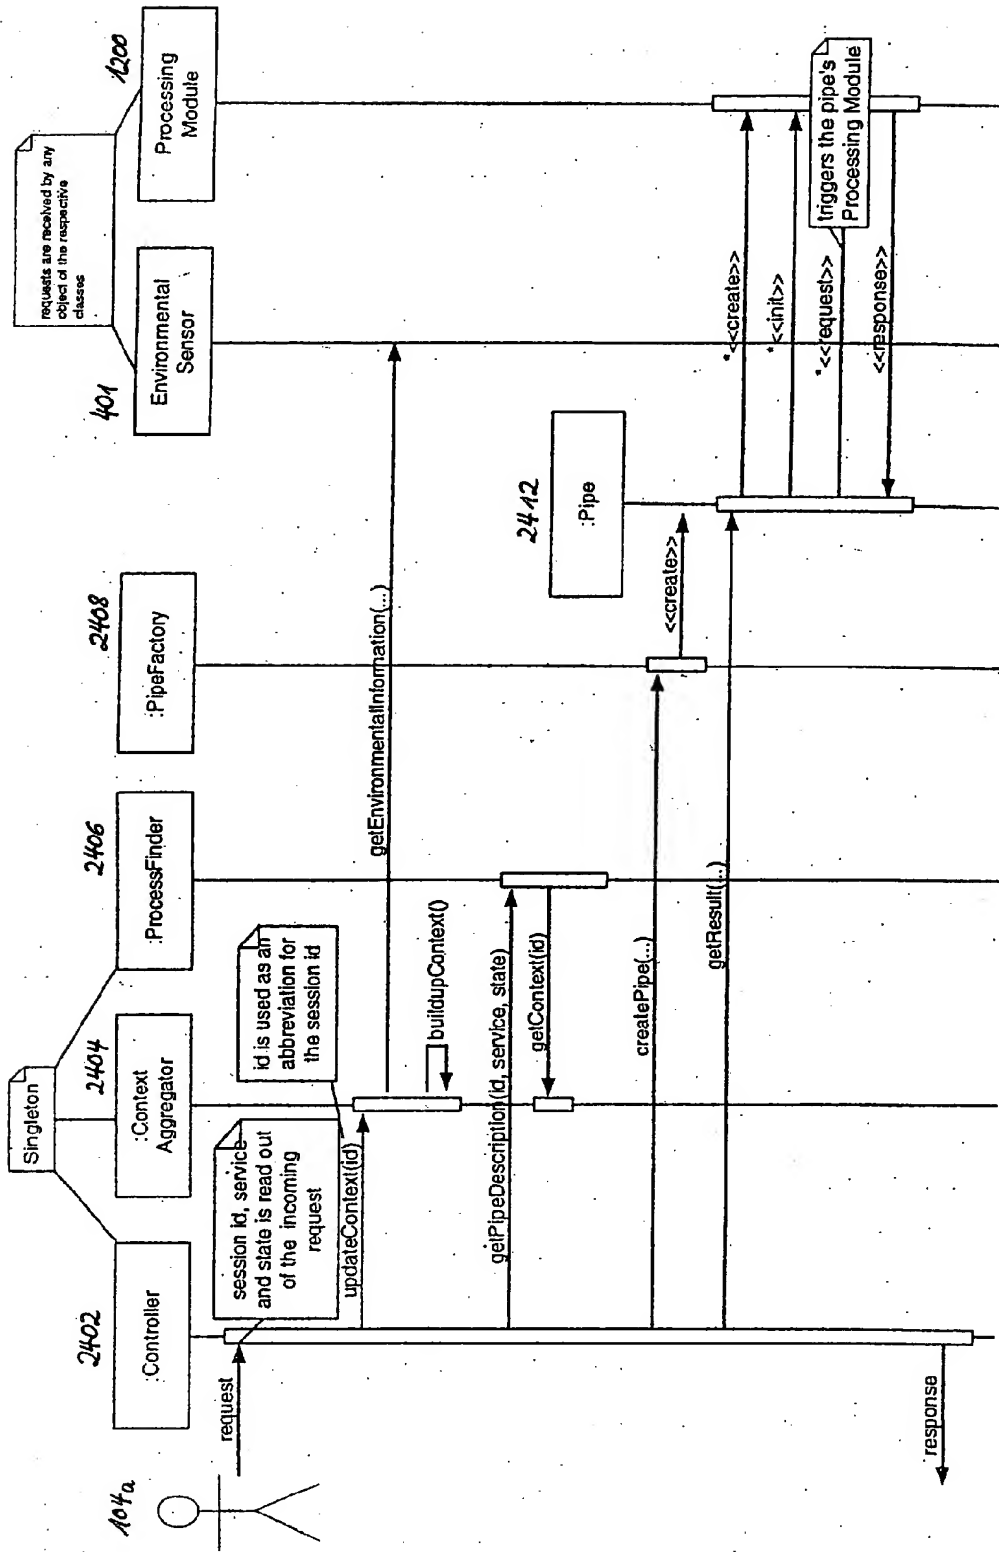 104a
request
response
2402
:Controller
Singleton
2404
:Context
Aggregator
2406
:ProcessFinder
2408
:PipeFactory
2412
:Pipe
401
Environmental
Sensor
1200
Processing
Module
requests are received by any
object of the respective
classes
session id, service
and state is read out
of the incoming
request
id is used as an
abbreviation for
the session id
updateContext(id)
getEnvironmentalInformation(...)
buildupContext()
getPipeDescription(id, service, state)
getContext(id)
createPipe(...)
<<create>>
getResult(...)
*<<create>>
*<<init>>
*<<request>>
triggers the pipe's
Processing Module
<<response>>